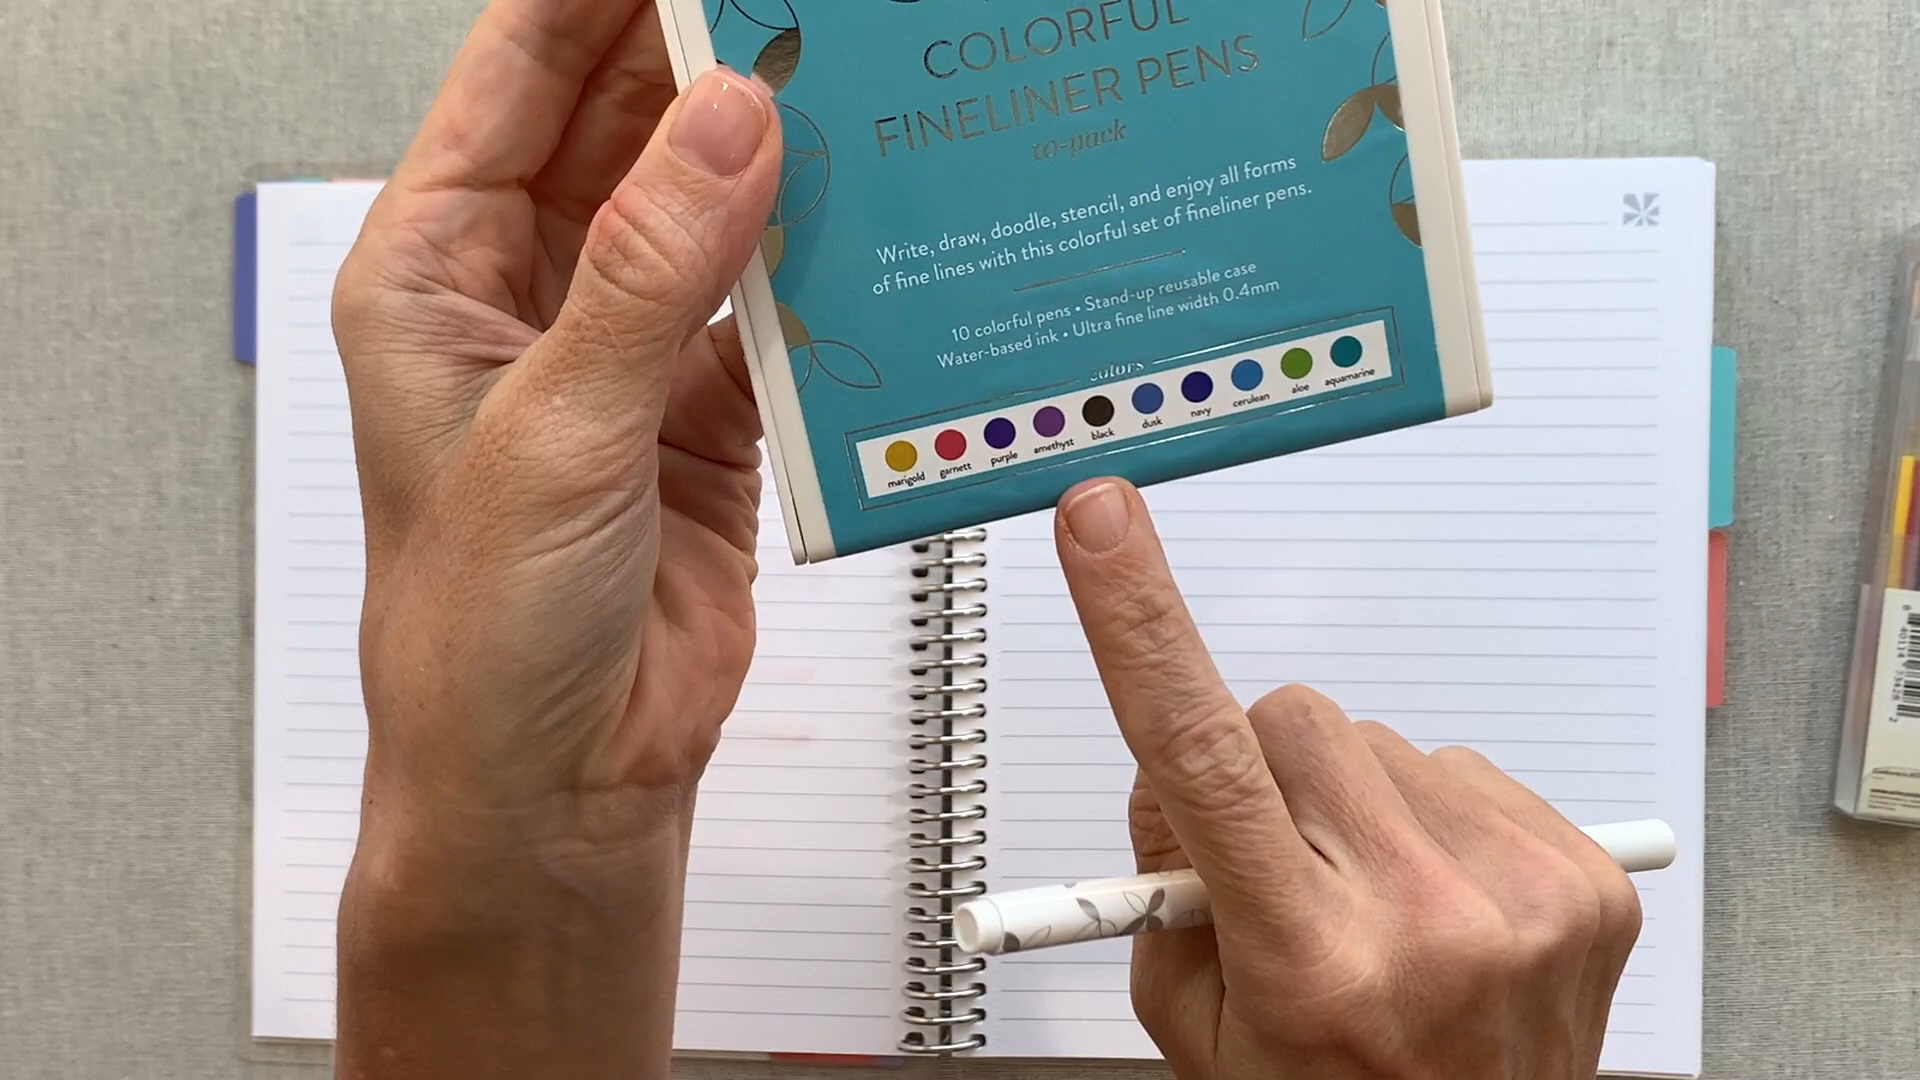 COLORFUL
FINELINER PENS
10-pack
Write, draw, doodle, stencil, and enjoy all forms
of fine lines with this colorful set of fineliner pens.
10 colorful pens • Stand-up reusable case
Water-based ink • Ultra fine line width 0.4mm
colors
marigold garnett purple amethyst black dusk navy cerulean aloe aquamarine